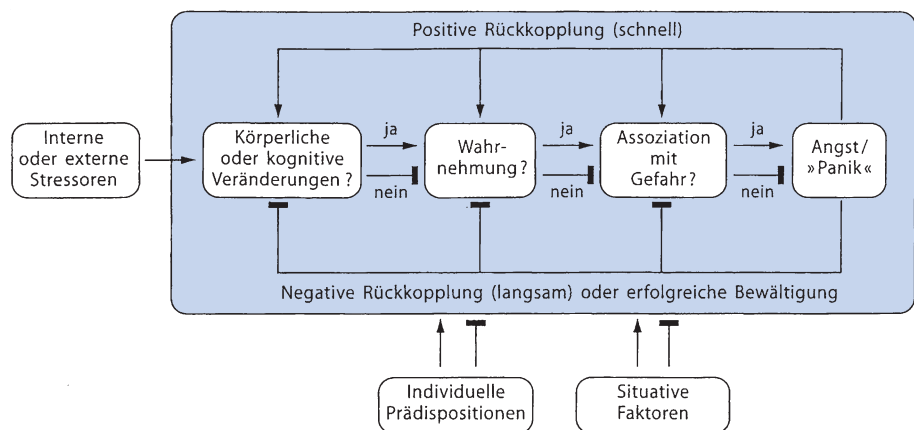 Positive Rückkopplung (schnell)
Interne
oder externe
Stressoren
Körperliche
oder kognitive
Veränderungen?
ja
nein
Wahr-
nehmung?
ja
nein
Assoziation
mit
Gefahr?
ja
nein
Angst/
»Panik«
Negative Rückkopplung (langsam) oder erfolgreiche Bewältigung
Individuelle
Prädispositionen
Situative
Faktoren